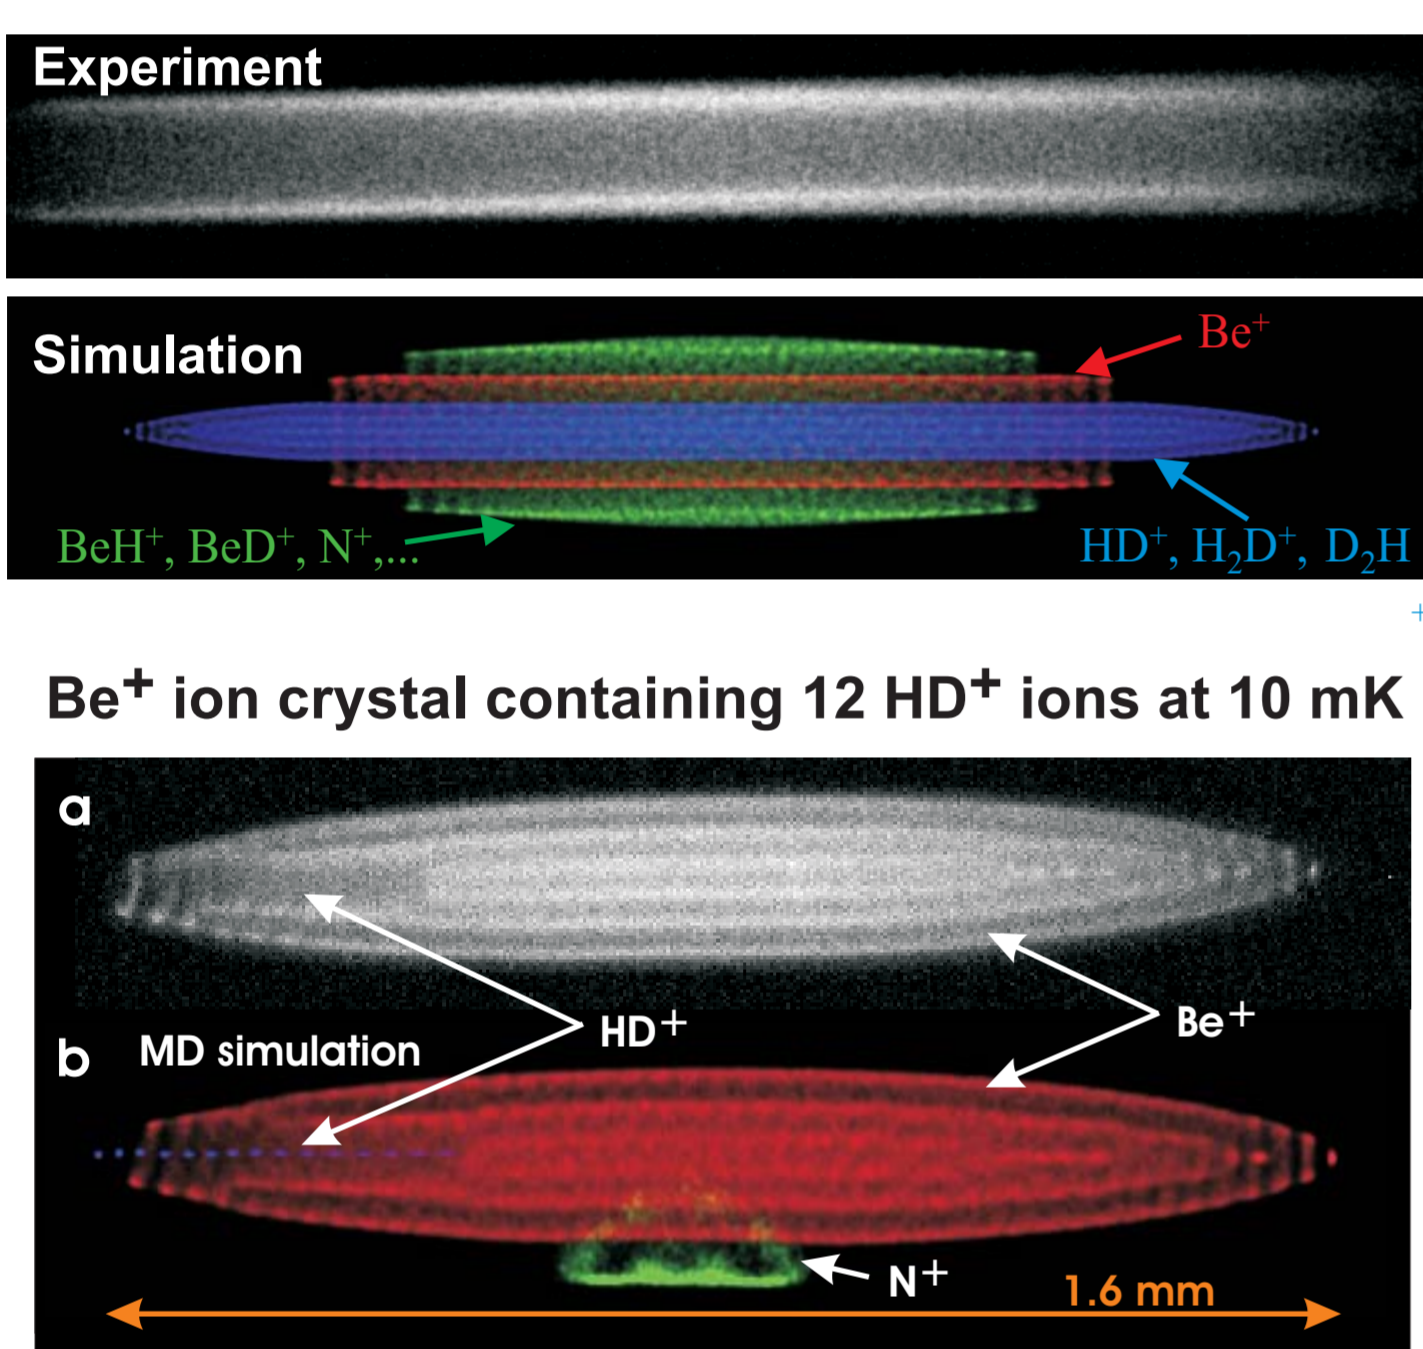 Experiment
Simulation
Be⁺
BeH⁺, BeD⁺, N⁺,...
HD⁺, H₂D⁺, D₂H
+
Be⁺ ion crystal containing 12 HD⁺ ions at 10 mK
a
HD⁺
Be⁺
b MD simulation
N⁺
1.6 mm